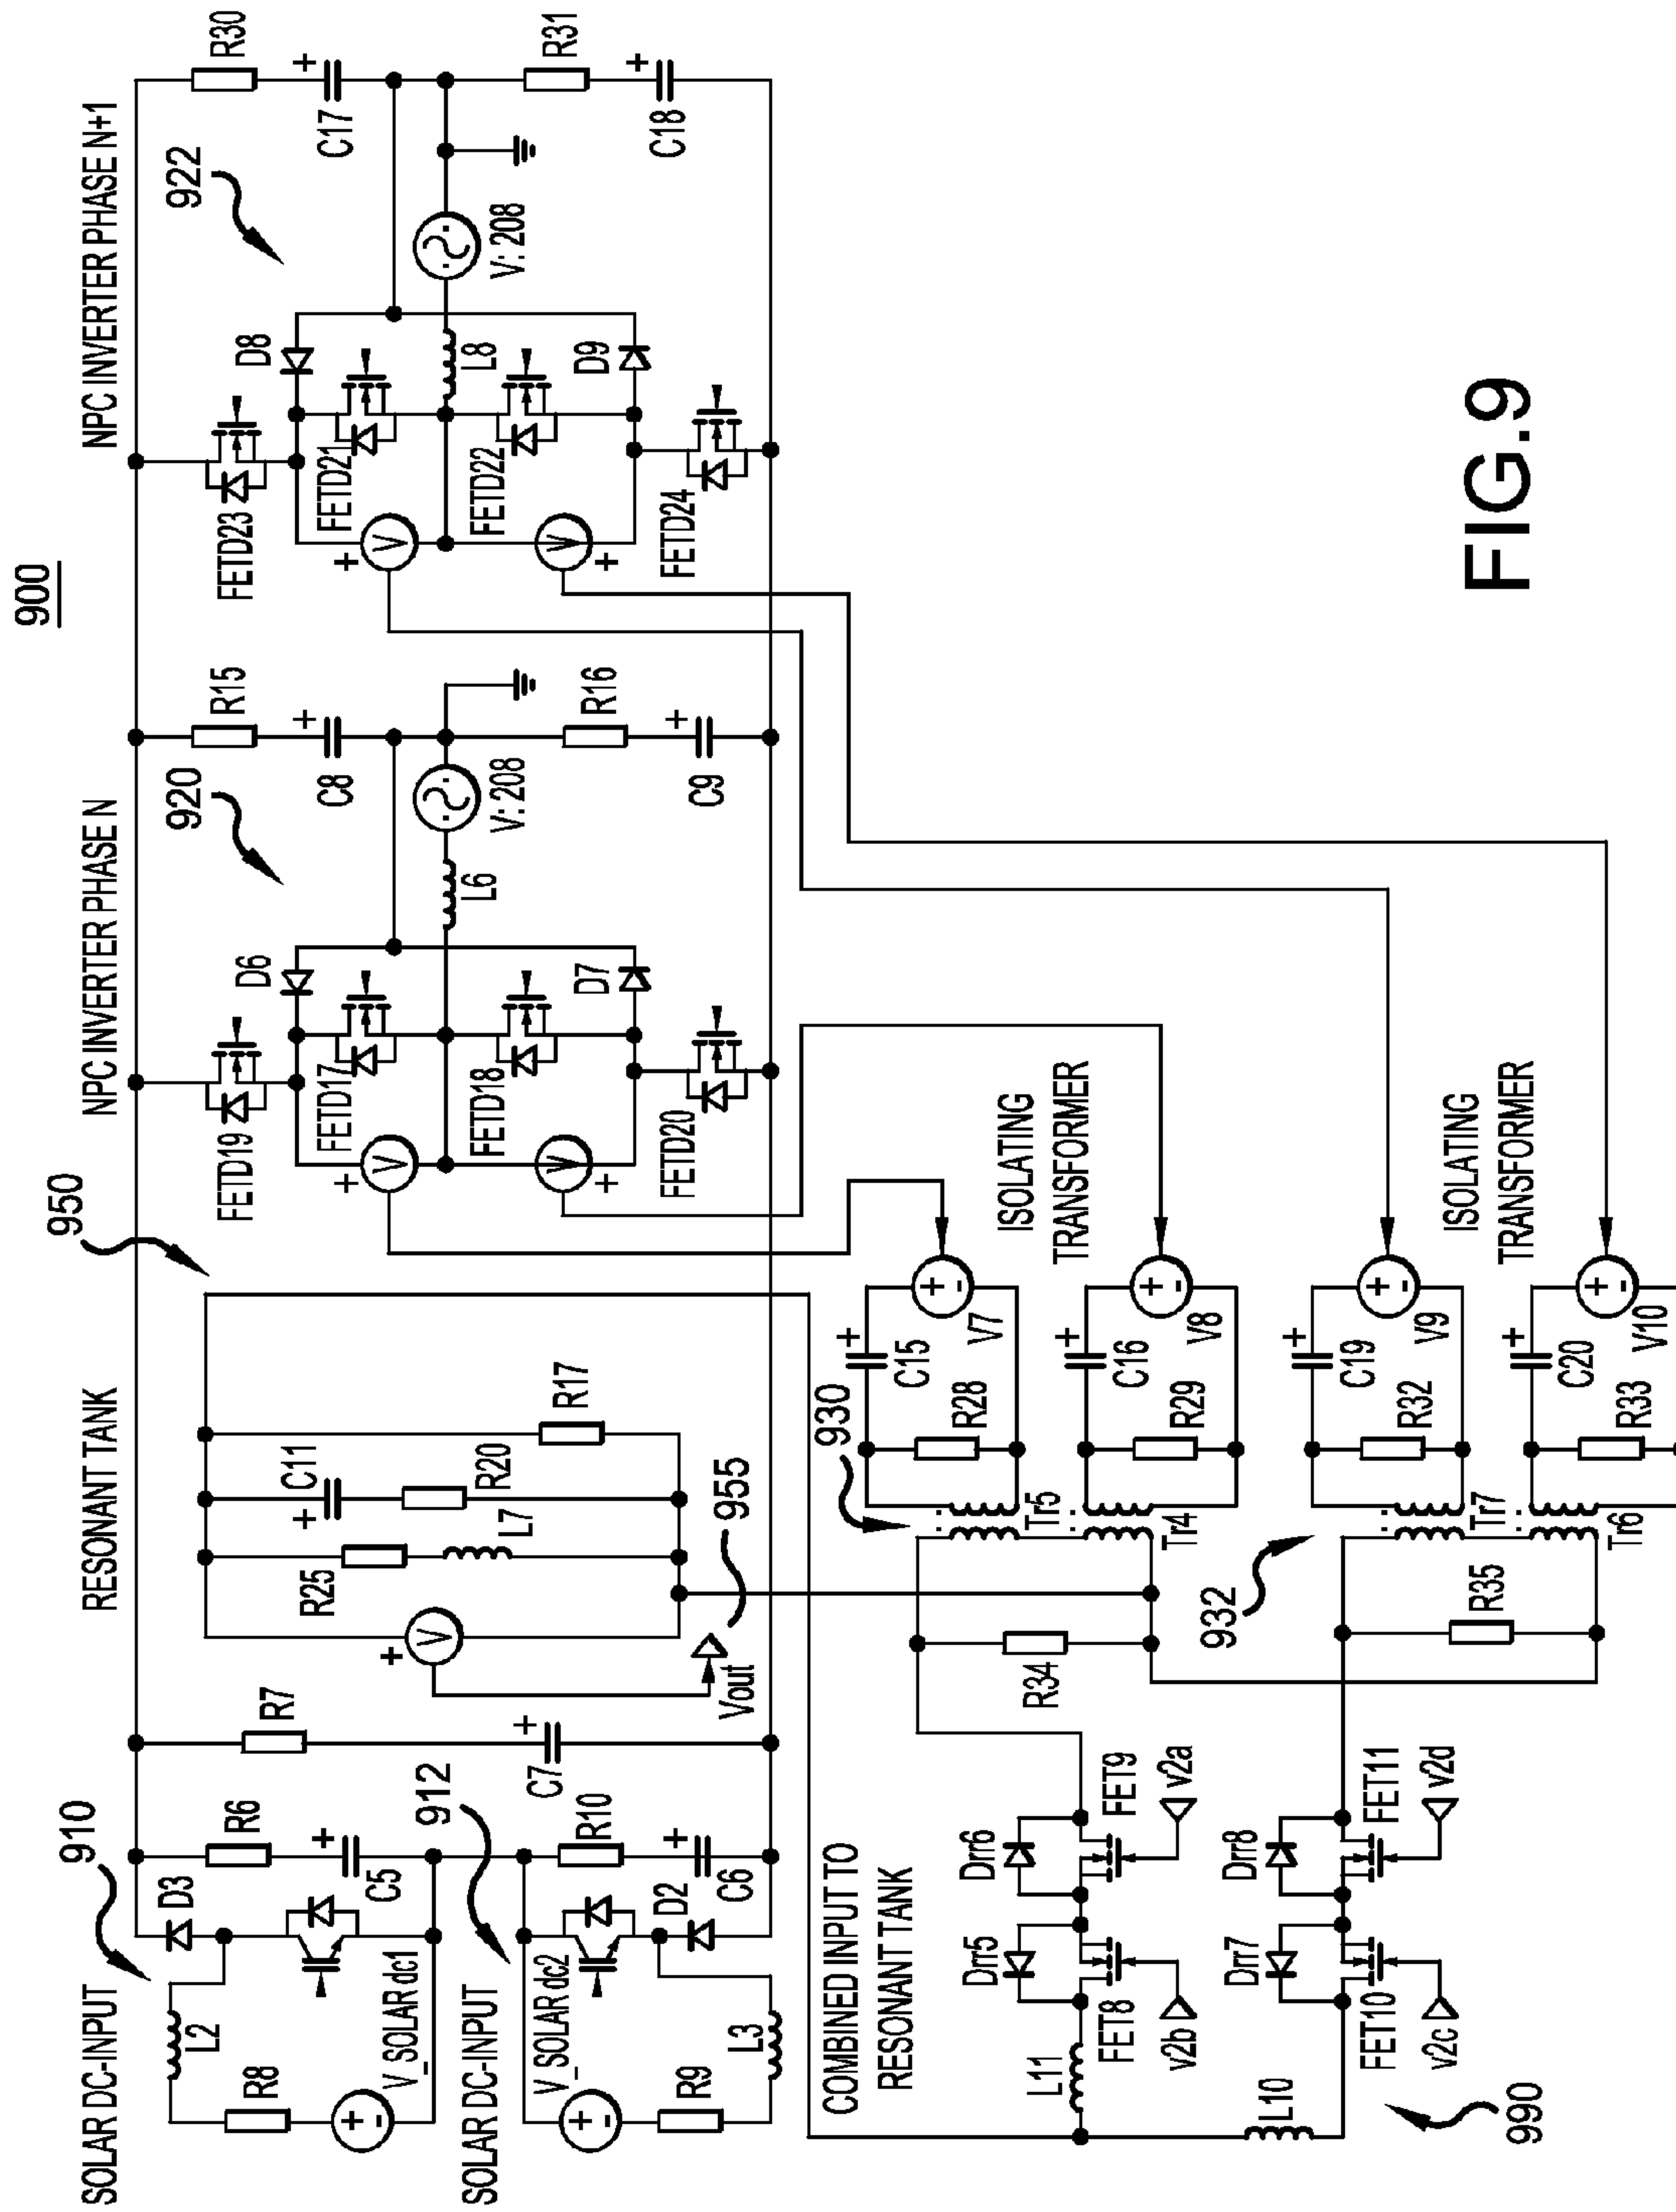 900
SOLAR DC-INPUT
910
RESONANT TANK
950
NPC INVERTER PHASE N
920
NPC INVERTER PHASE N+1
922
L2
R8
+
-
V_SOLAR dc1
D3
R6
+
C5
SOLAR DC-INPUT
912
V_SOLAR dc2
+
-
R9
L3
D2
R10
+
C6
R7
+
C7
+
V
Vout
955
R25
L7
+
C11
R20
R17
FETD19
D6
FETD17
+
V
FETD18
V
+
D7
FETD20
L6
V: 208
R15
+
C8
R16
+
C9
FETD23
D8
FETD21
+
V
FETD22
V
+
D9
FETD24
L8
V: 208
R30
+
C17
R31
+
C18
COMBINED INPUT TO
RESONANT TANK
L11
Drr5
FET8
v2b
Drr6
FET9
v2a
L10
Drr7
FET10
v2c
Drr8
FET11
v2d
990
R34
930
Tr5
R28
+
C15
+
-
V7
Tr4
R29
+
C16
+
-
V8
ISOLATING
TRANSFORMER
932
R35
Tr7
R32
+
C19
+
-
V9
Tr6
R33
+
C20
+
-
V10
ISOLATING
TRANSFORMER
FIG.9